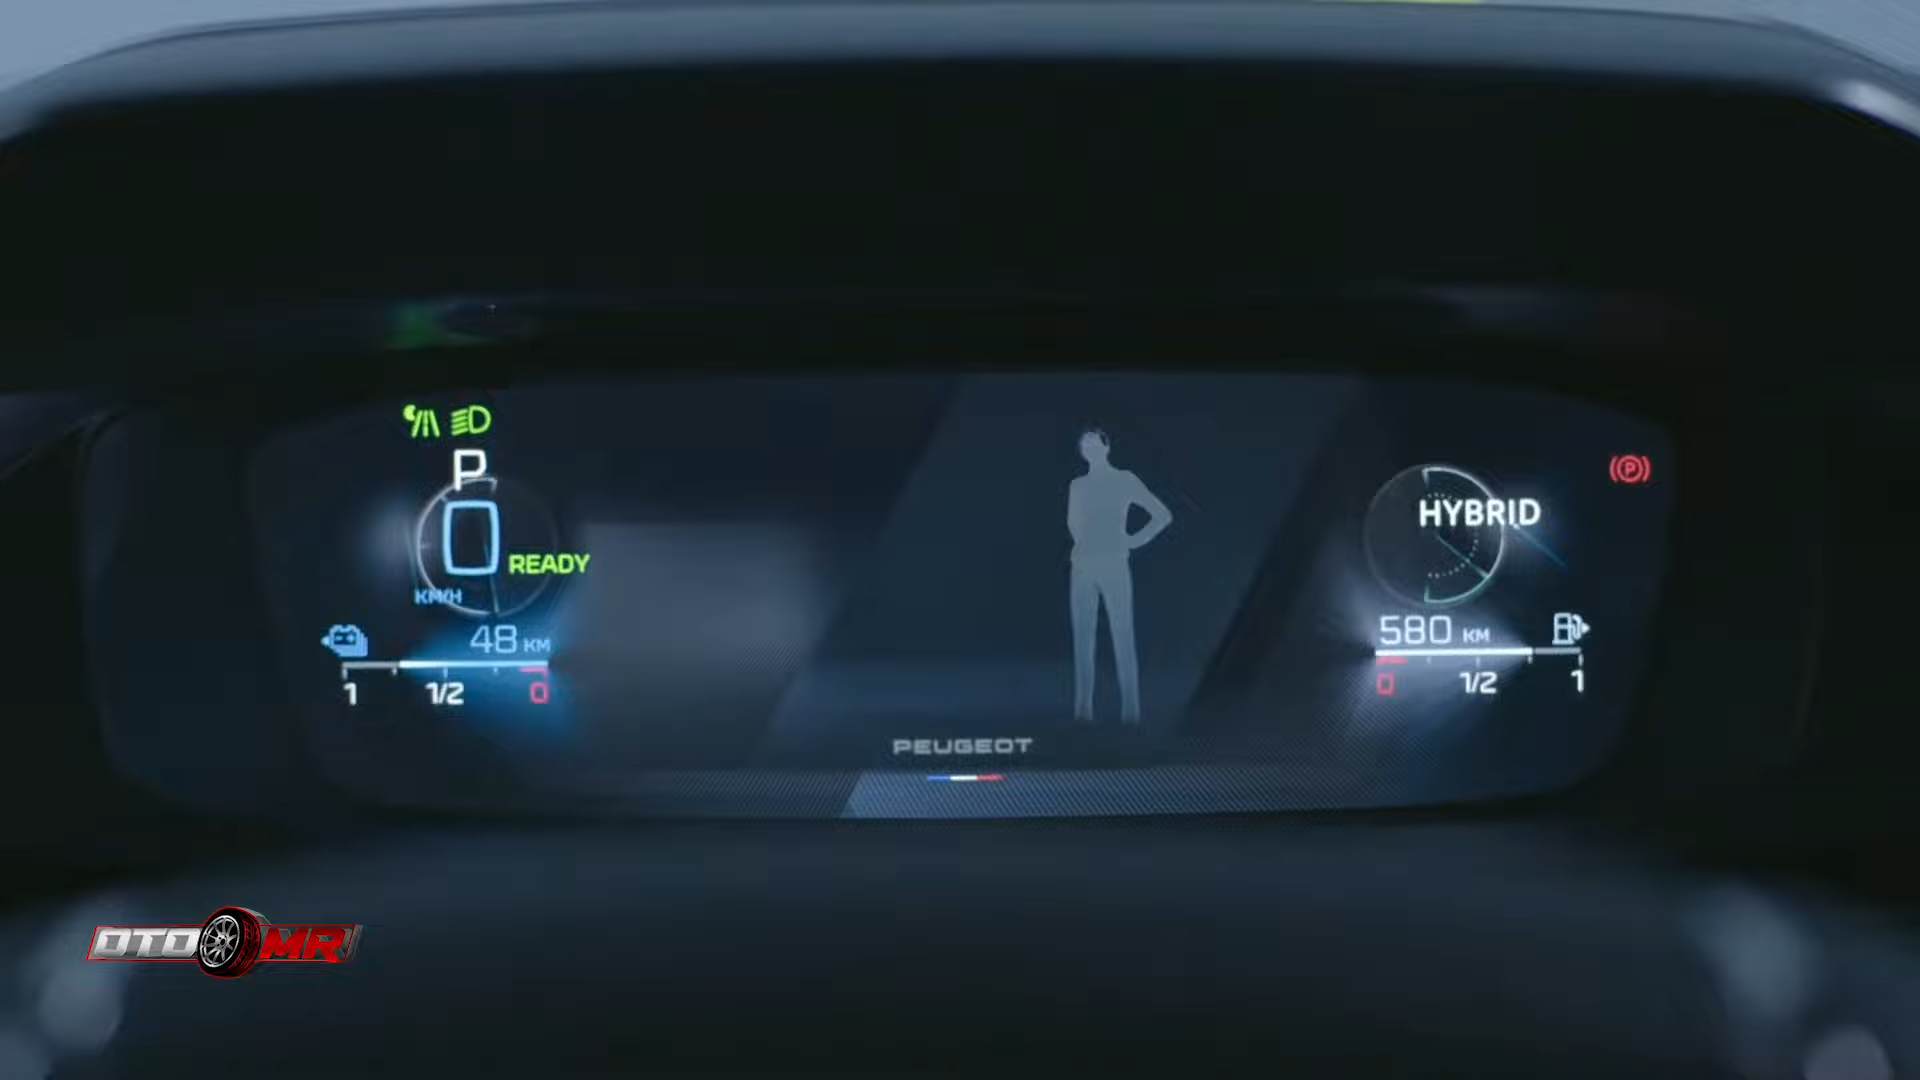 P
0
READY
KM/H
48 KM
1 1/2 0
HYBRID
(P)
580 KM
0 1/2 1
PEUGEOT
OTO MR